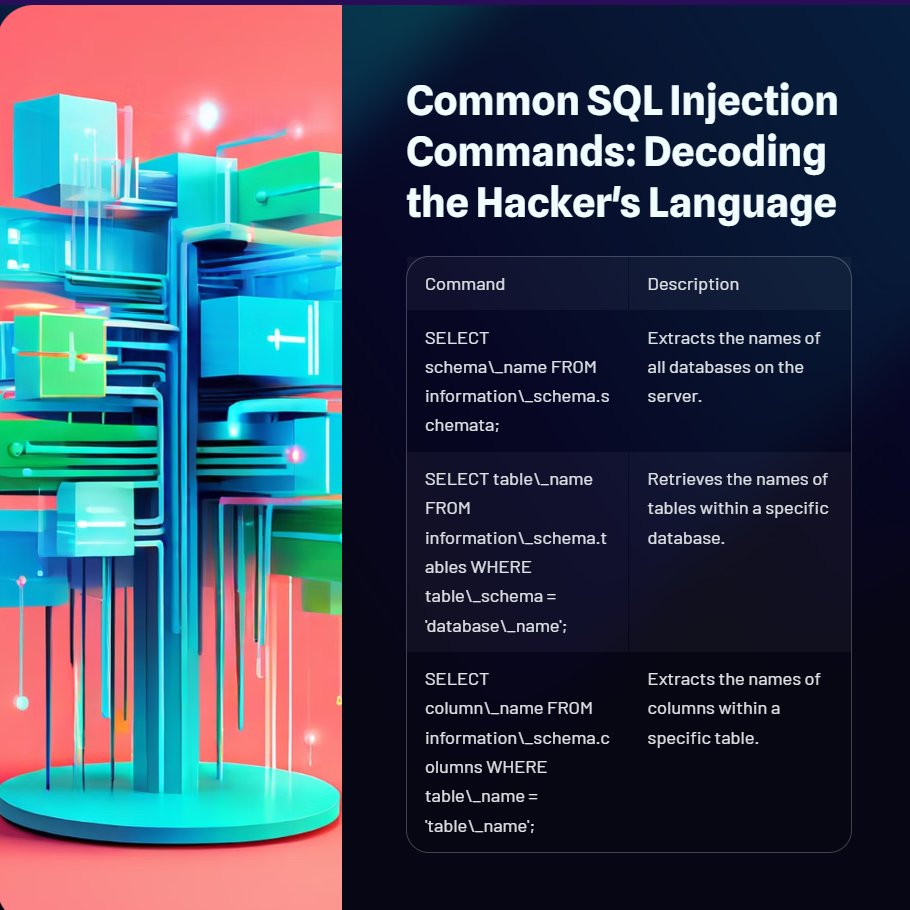 Common SQL Injection
Commands: Decoding
the Hacker's Language
Command
Description
SELECT
schema\_name FROM
information\_schema.s
chemata;
Extracts the names of
all databases on the
server.
SELECT table\_name
FROM
information\_schema.t
ables WHERE
table\_schema =
'database\_name';
Retrieves the names of
tables within a specific
database.
SELECT
column\_name FROM
information\_schema.c
olumns WHERE
table\_name =
'table\_name';
Extracts the names of
columns within a
specific table.